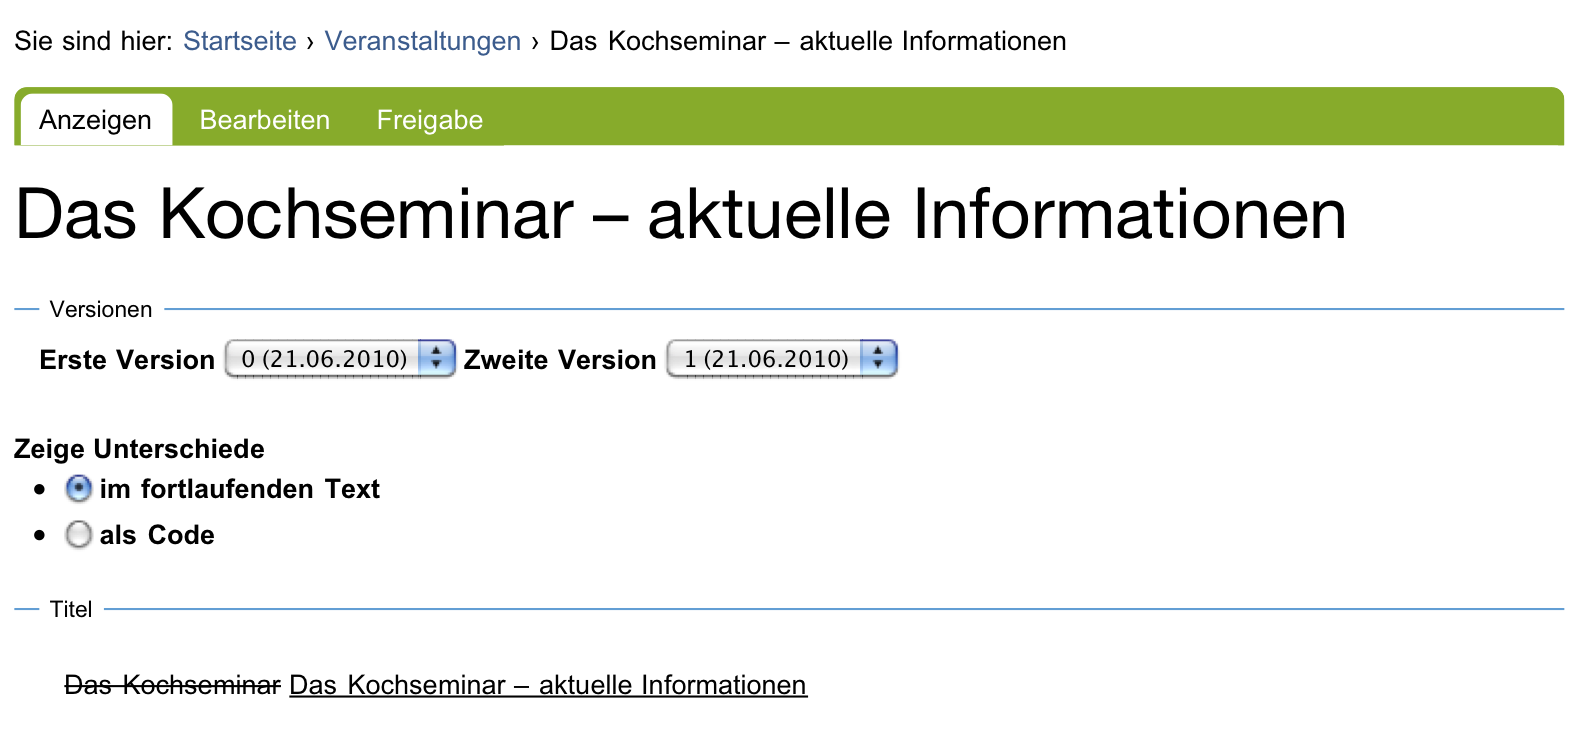 Sie sind hier: Startseite › Veranstaltungen › Das Kochseminar – aktuelle Informationen
Anzeigen Bearbeiten Freigabe
Das Kochseminar – aktuelle Informationen
Versionen
Erste Version 0 (21.06.2010) Zweite Version 1 (21.06.2010)
Zeige Unterschiede
• im fortlaufenden Text
• als Code
Titel
Das Kochseminar Das Kochseminar – aktuelle Informationen